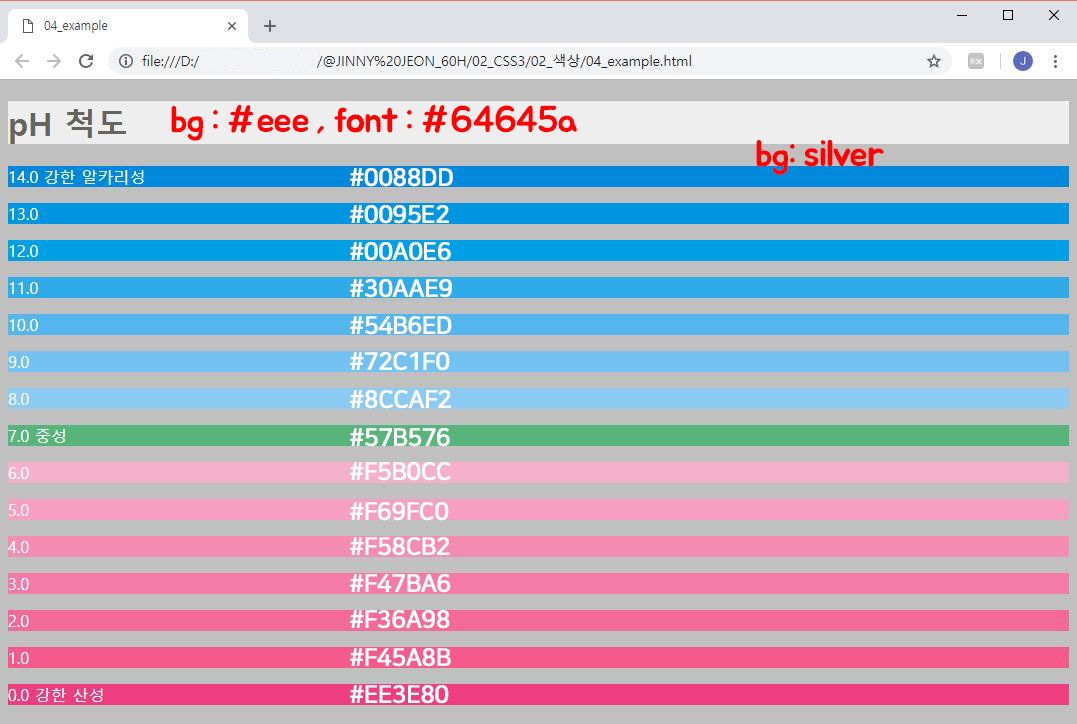 04_example
file:///D:/ /@JINNY%20JEON_60H/02_CSS3/02_색상/04_example.html
J
pH 척도 bg : #eee , font : #64645a
bg: silver
14.0 강한 알카리성 #0088DD
13.0 #0095E2
12.0 #00A0E6
11.0 #30AAE9
10.0 #54B6ED
9.0 #72C1F0
8.0 #8CCAF2
7.0 중성 #57B576
6.0 #F5B0CC
5.0 #F69FC0
4.0 #F58CB2
3.0 #F47BA6
2.0 #F36A98
1.0 #F45A8B
0.0 강한 산성 #EE3E80